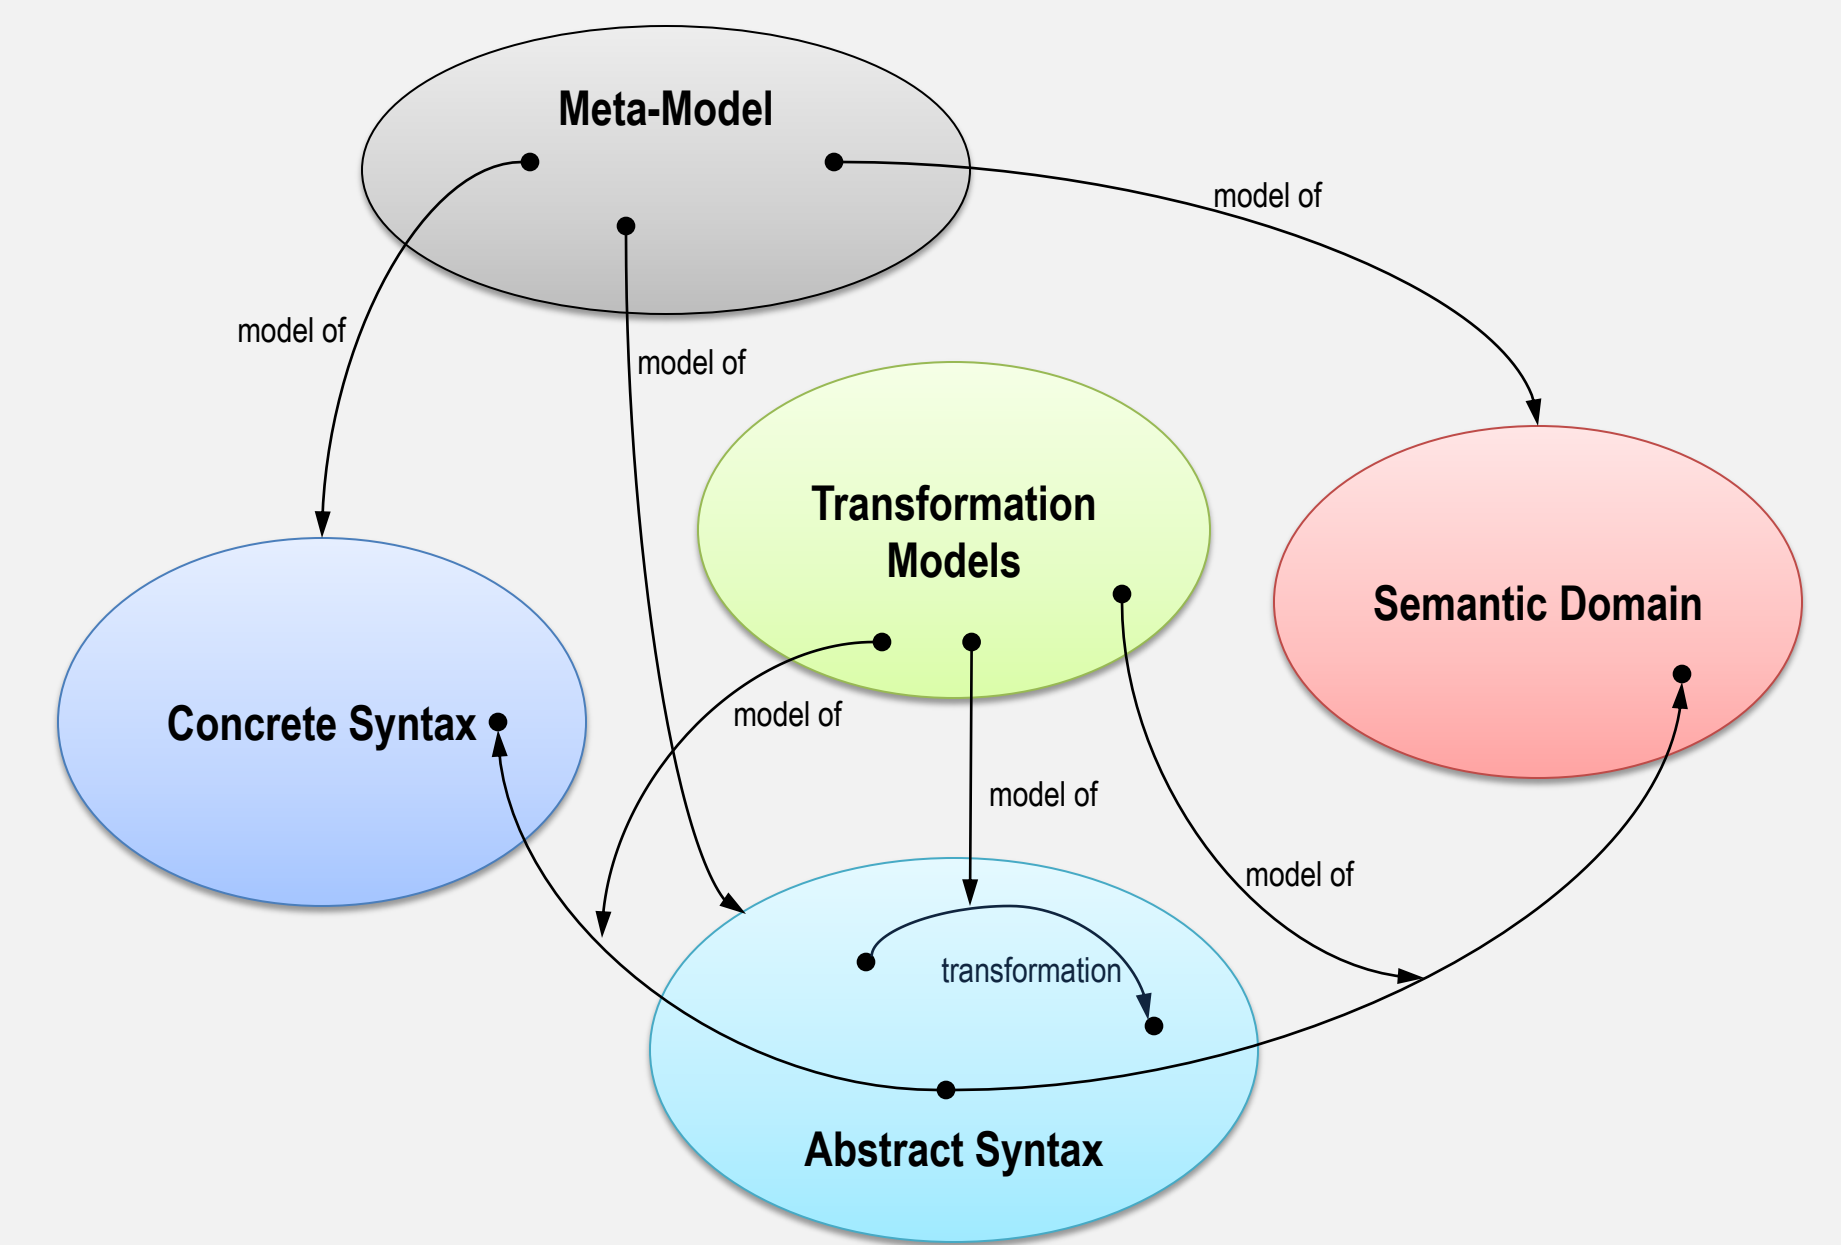 Meta-Model
model of
model of
model of
Transformation
Models
Semantic Domain
Concrete Syntax
model of
model of
model of
transformation
Abstract Syntax